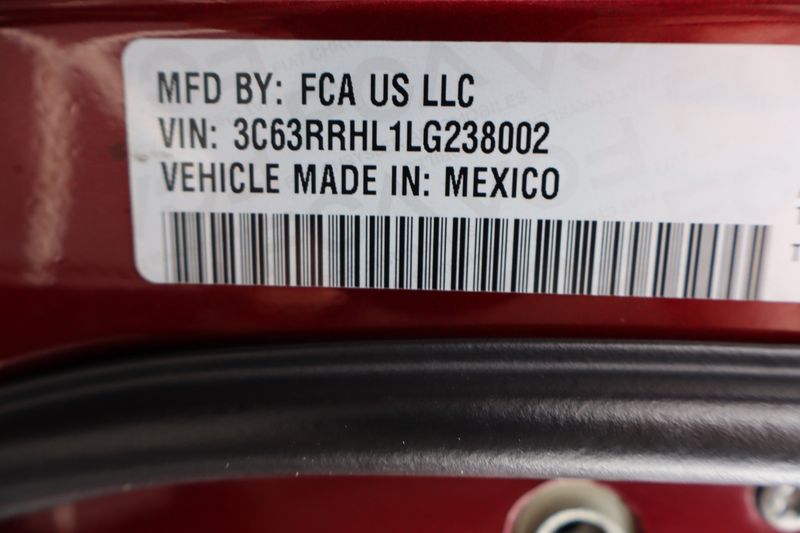 MFD BY: FCA US LLC
VIN: 3C63RRHL1LG238002
VEHICLE MADE IN: MEXICO